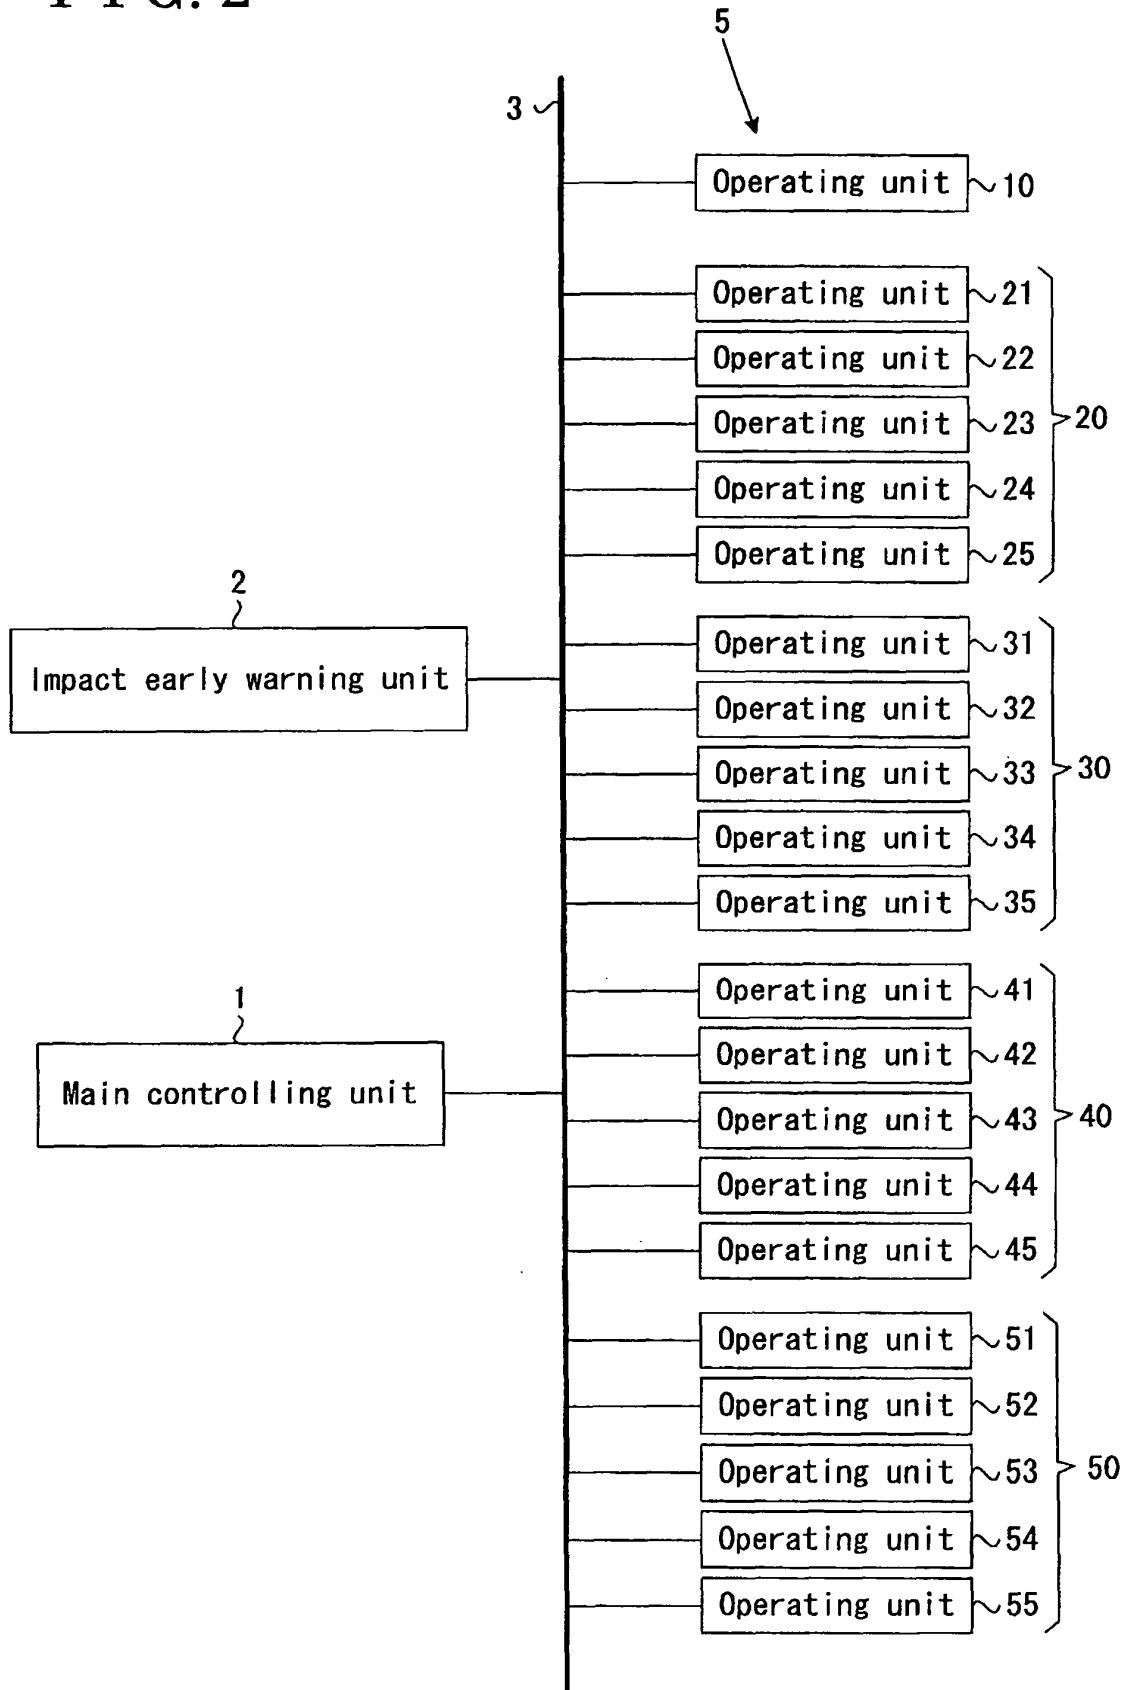 FIG. 2
5
3
Operating unit 10
Operating unit 21
Operating unit 22
Operating unit 23
20
Operating unit 24
Operating unit 25
2
Impact early warning unit
Operating unit 31
Operating unit 32
Operating unit 33
30
Operating unit 34
Operating unit 35
1
Main controlling unit
Operating unit 41
Operating unit 42
Operating unit 43
40
Operating unit 44
Operating unit 45
Operating unit 51
Operating unit 52
Operating unit 53
50
Operating unit 54
Operating unit 55